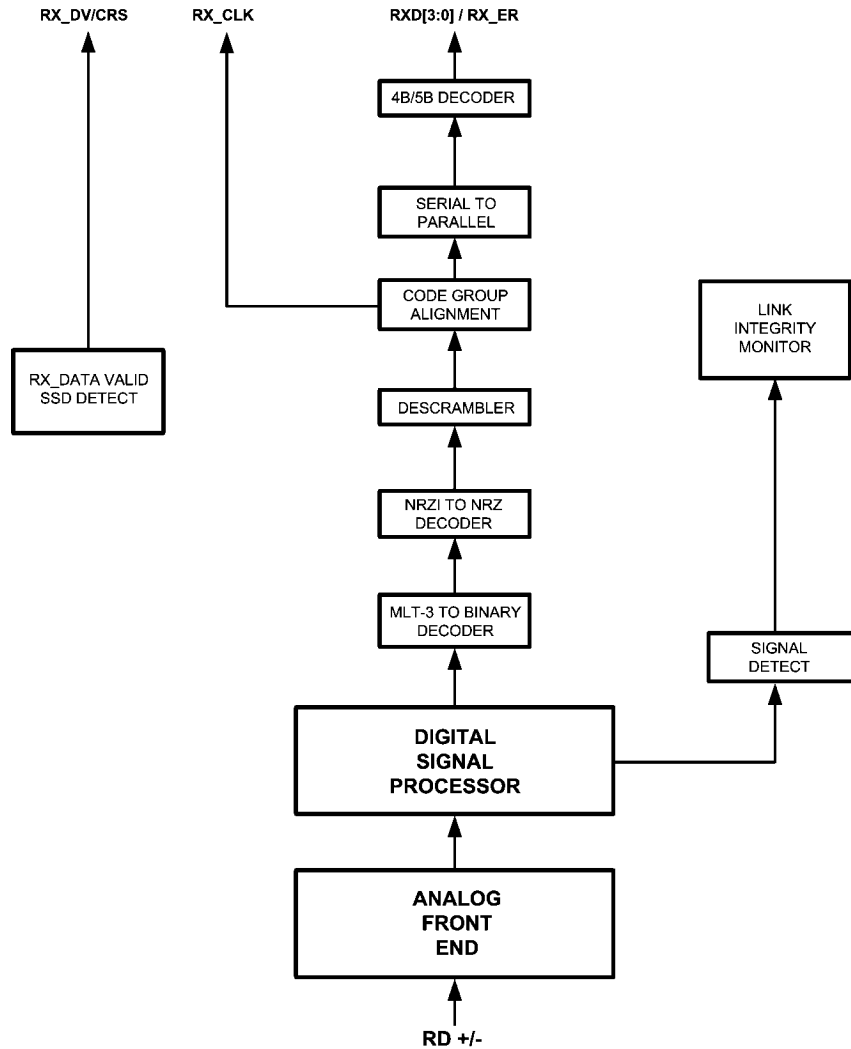 RX_DV/CRS
RX_CLK
RXD[3:0] / RX_ER
4B/5B DECODER
SERIAL TO
PARALLEL
CODE GROUP
ALIGNMENT
LINK
INTEGRITY
MONITOR
RX_DATA VALID
SSD DETECT
DESCRAMBLER
NRZI TO NRZ
DECODER
MLT-3 TO BINARY
DECODER
SIGNAL
DETECT
DIGITAL
SIGNAL
PROCESSOR
ANALOG
FRONT
END
RD +/-